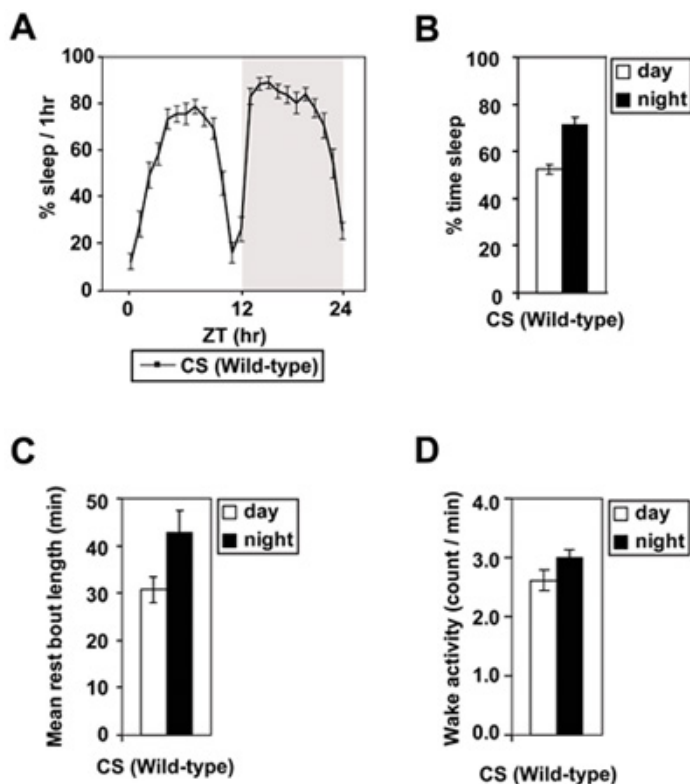 A
% sleep / 1hr
100
80
60
40
20
0
0
12
24
ZT (hr)
CS (Wild-type)
B
% time sleep
100
80
60
40
20
0
day
night
CS (Wild-type)
C
Mean rest bout length (min)
50
40
30
20
10
0
day
night
CS (Wild-type)
D
Wake activity (count / min)
4.0
3.0
2.0
1.0
0.0
day
night
CS (Wild-type)